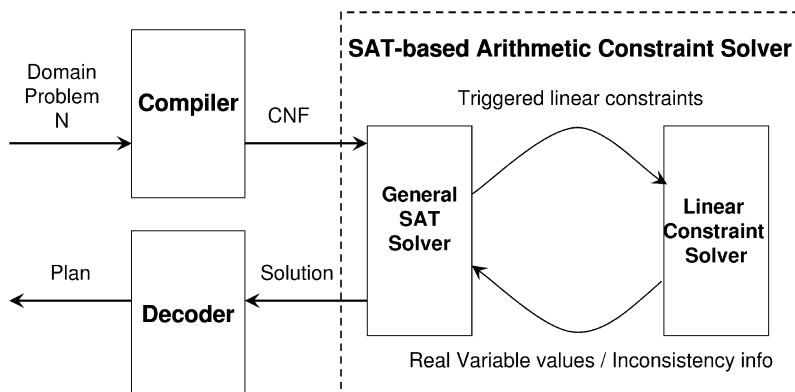 SAT-based Arithmetic Constraint Solver
Domain
Problem
N
Compiler
CNF
Triggered linear constraints
General
SAT
Solver
Linear
Constraint
Solver
Plan
Decoder
Solution
Real Variable values / Inconsistency info